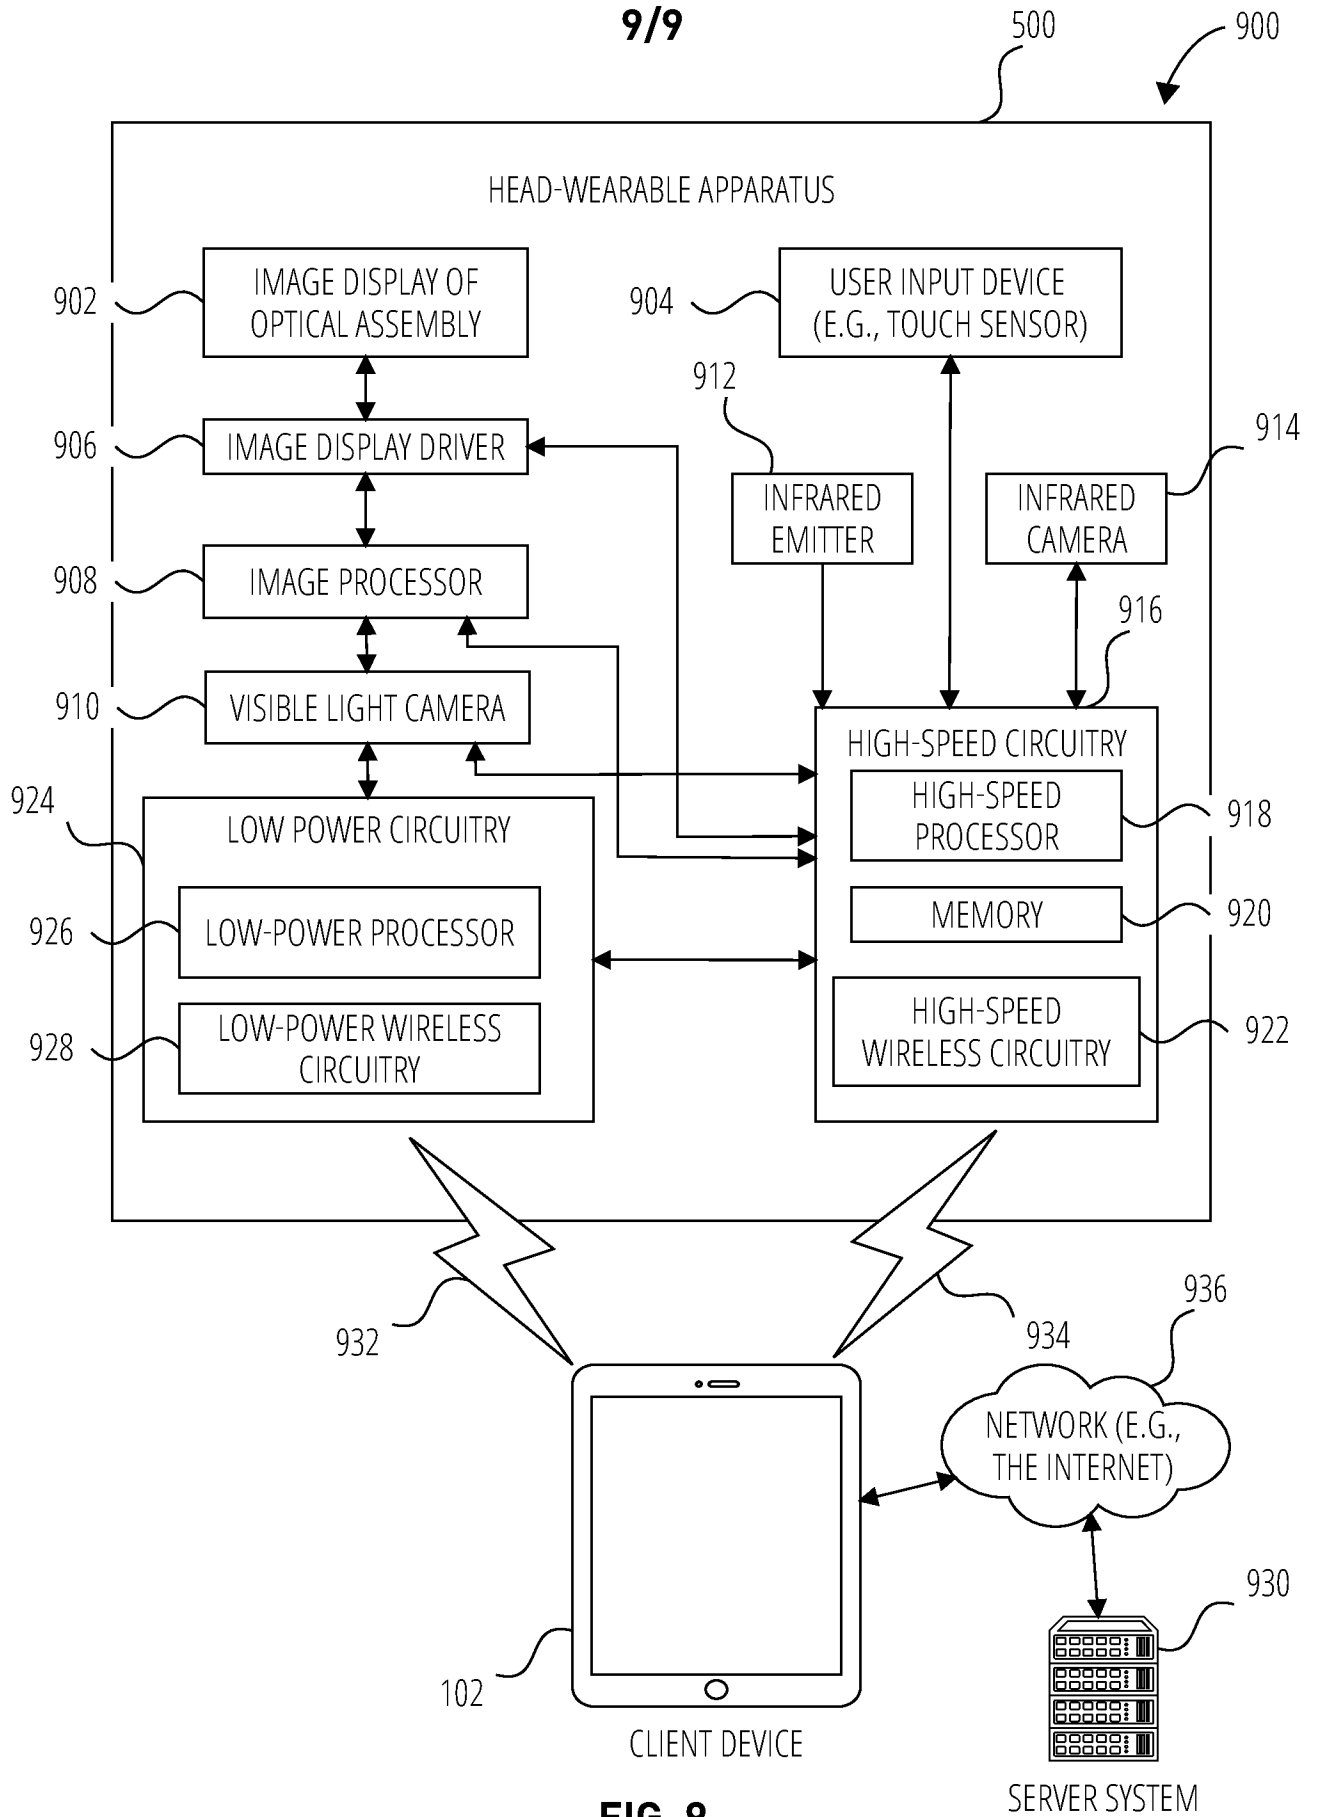 9/9
500
900
HEAD-WEARABLE APPARATUS
902
IMAGE DISPLAY OF
OPTICAL ASSEMBLY
904
USER INPUT DEVICE
(E.G., TOUCH SENSOR)
906
IMAGE DISPLAY DRIVER
912
INFRARED
EMITTER
914
INFRARED
CAMERA
908
IMAGE PROCESSOR
916
910
VISIBLE LIGHT CAMERA
HIGH-SPEED CIRCUITRY
924
LOW POWER CIRCUITRY
HIGH-SPEED
PROCESSOR
918
926
LOW-POWER PROCESSOR
MEMORY
920
928
LOW-POWER WIRELESS
CIRCUITRY
HIGH-SPEED
WIRELESS CIRCUITRY
922
932
934
936
NETWORK (E.G.,
THE INTERNET)
930
102
CLIENT DEVICE
SERVER SYSTEM
FIG. 9